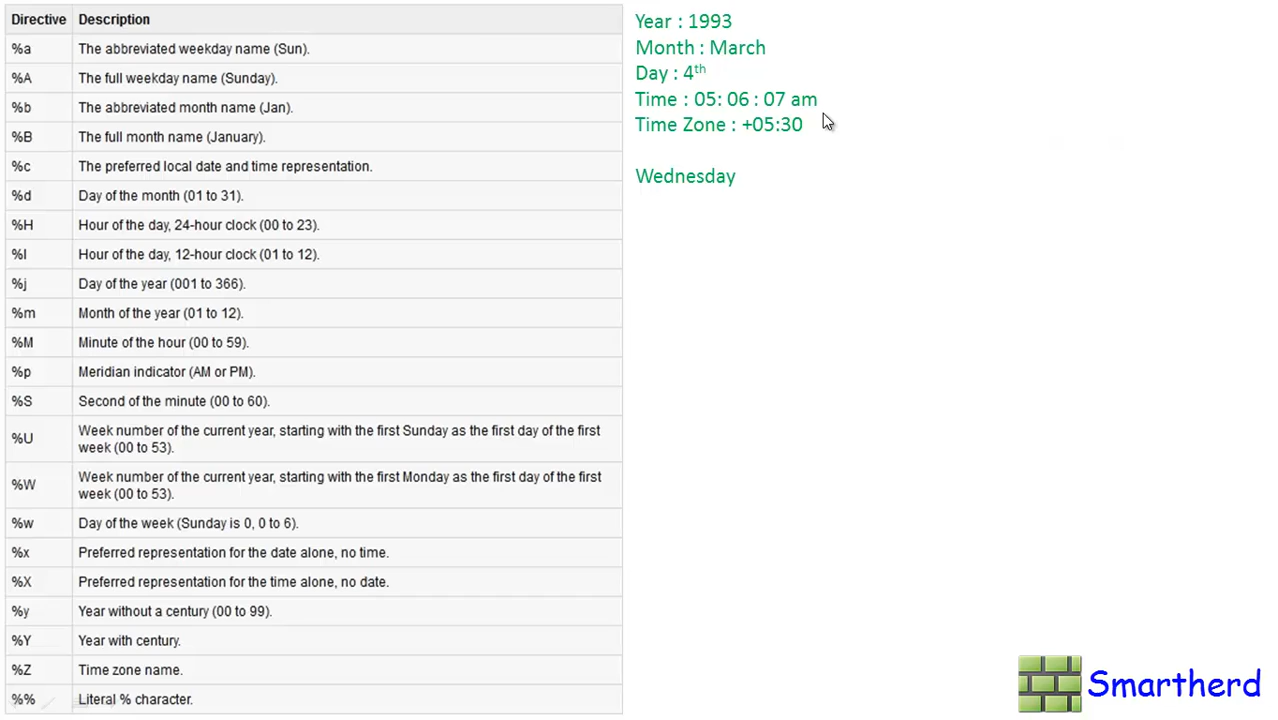 Directive Description
%a The abbreviated weekday name (Sun).
%A The full weekday name (Sunday).
%b The abbreviated month name (Jan).
%B The full month name (January).
%c The preferred local date and time representation.
%d Day of the month (01 to 31).
%H Hour of the day, 24-hour clock (00 to 23).
%I Hour of the day, 12-hour clock (01 to 12).
%j Day of the year (001 to 366).
%m Month of the year (01 to 12).
%M Minute of the hour (00 to 59).
%p Meridian indicator (AM or PM).
%S Second of the minute (00 to 60).
%U Week number of the current year, starting with the first Sunday as the first day of the first
week (00 to 53).
%W Week number of the current year, starting with the first Monday as the first day of the first
week (00 to 53).
%w Day of the week (Sunday is 0, 0 to 6).
%x Preferred representation for the date alone, no time.
%X Preferred representation for the time alone, no date.
%y Year without a century (00 to 99).
%Y Year with century.
%Z Time zone name.
%% Literal % character.
Year : 1993
Month : March
Day : 4th
Time : 05: 06 : 07 am
Time Zone : +05:30
Wednesday
Smartherd